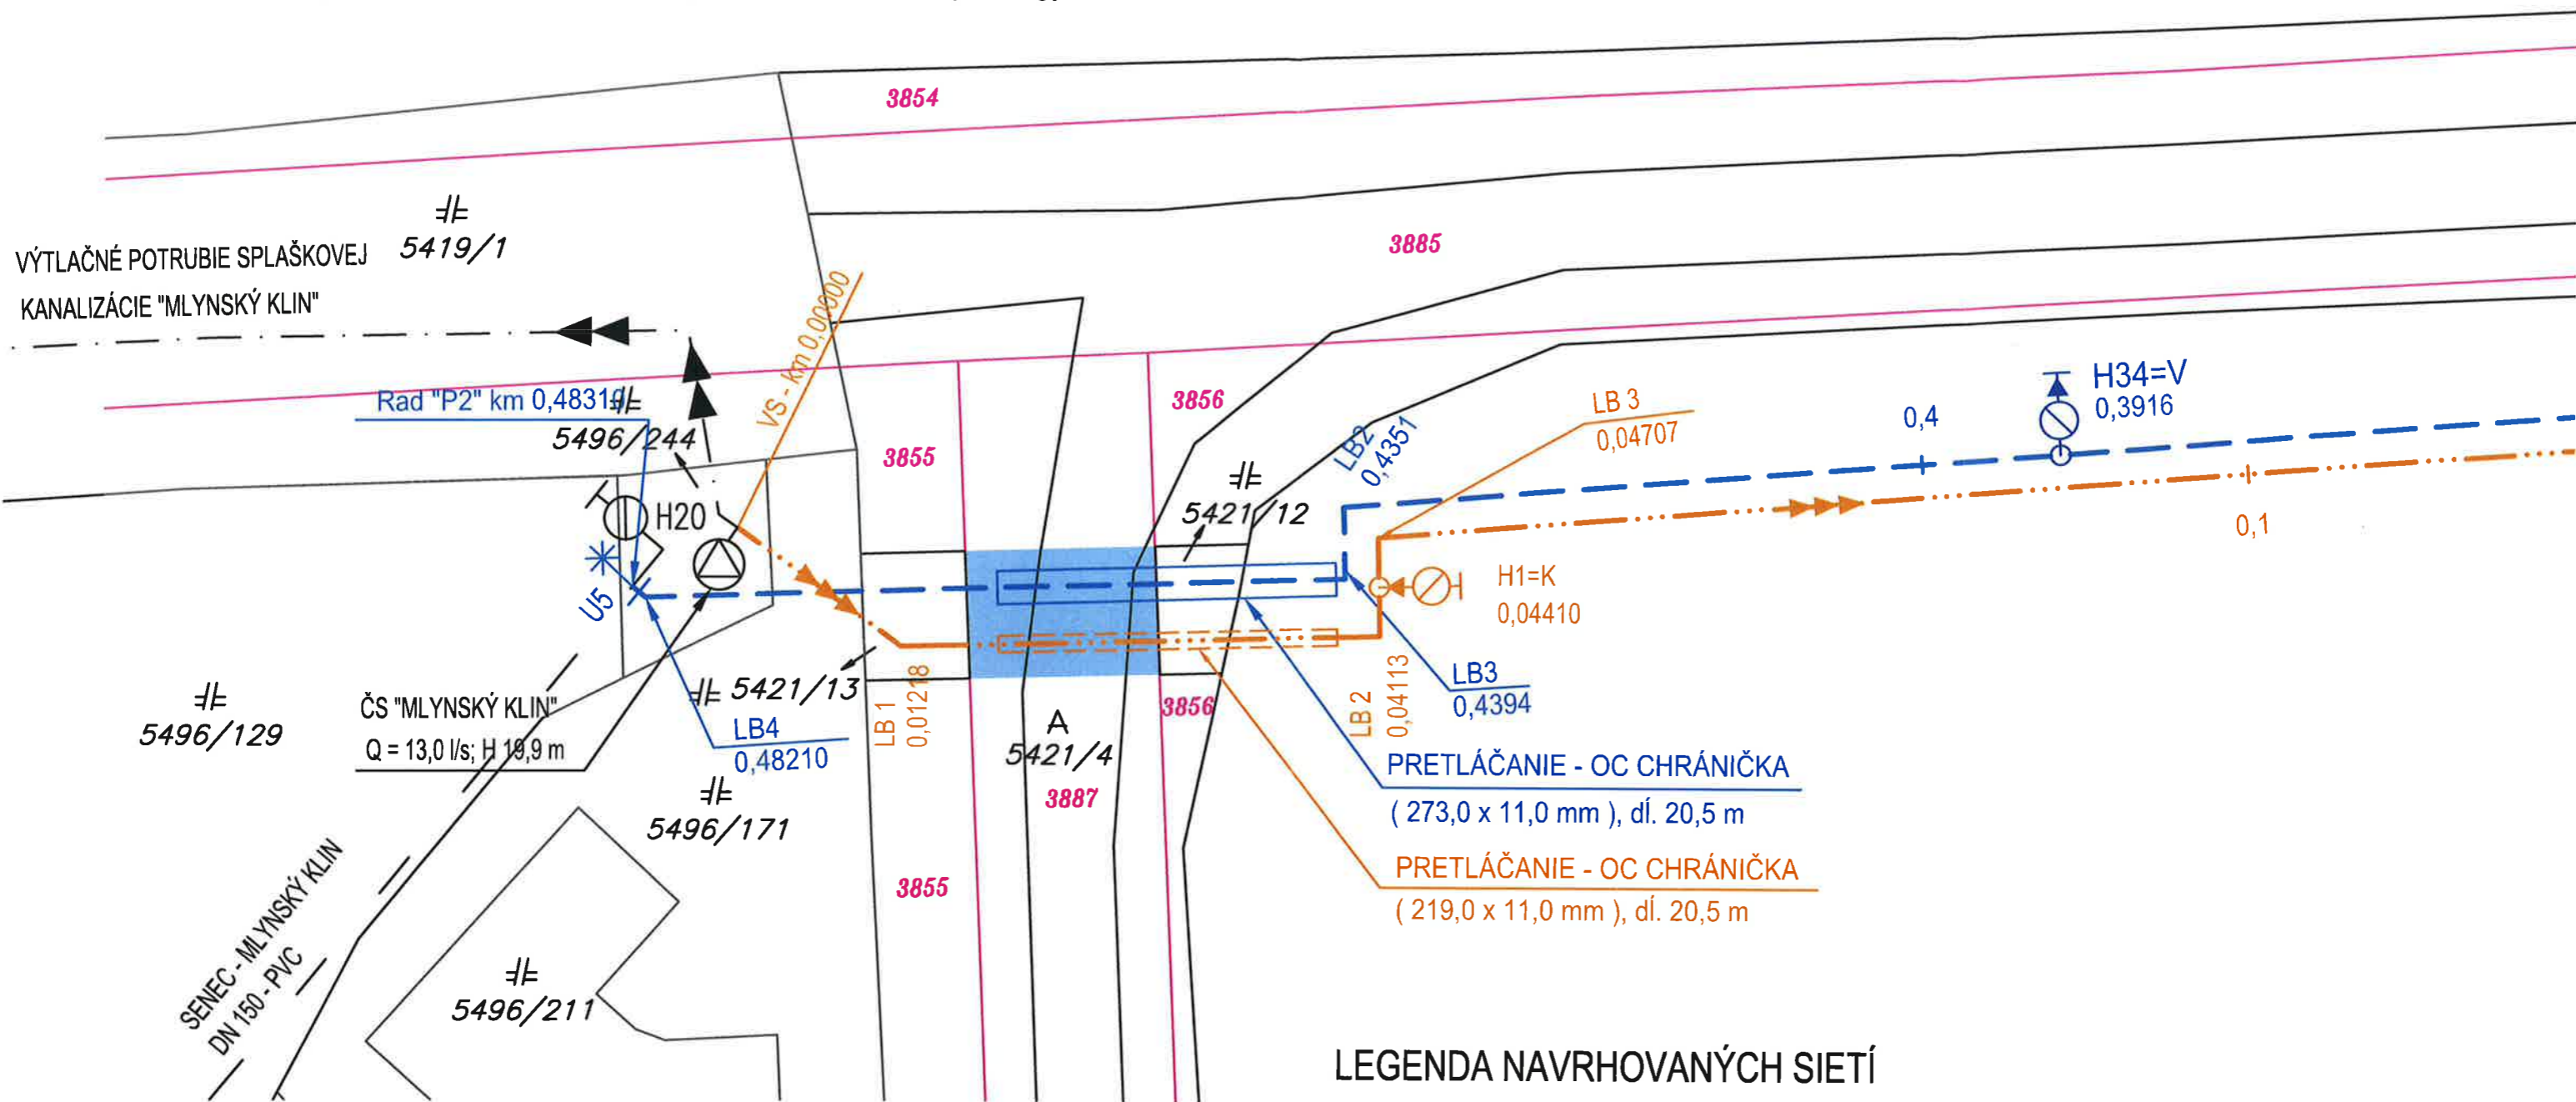 3854
5419/1
VÝTLAČNÉ POTRUBIE SPLAŠKOVEJ
KANALIZÁCIE "MLYNSKÝ KLIN"
3885
VS - km 0,00000
Rad "P2" km 0,48310
5496/244
3855
3856
LB2
0,4351
LB 3
0,04707
0,4
H34=V
0,3916
5421/12
H20
0,1
H1=K
0,04410
U5
5421/13
LB 1
0,01218
3856
LB 2
0,04113
LB3
0,4394
5496/129
ČS "MLYNSKÝ KLIN"
Q = 13,0 l/s; H 19,9 m
LB4
0,48210
A
5421/4
3887
PRETLÁČANIE - OC CHRÁNIČKA
( 273,0 x 11,0 mm ), dĺ. 20,5 m
5496/171
3855
PRETLÁČANIE - OC CHRÁNIČKA
( 219,0 x 11,0 mm ), dĺ. 20,5 m
SENEC - MLYNSKÝ KLIN
DN 150 - PVC
5496/211
LEGENDA NAVRHOVANÝCH SIETÍ